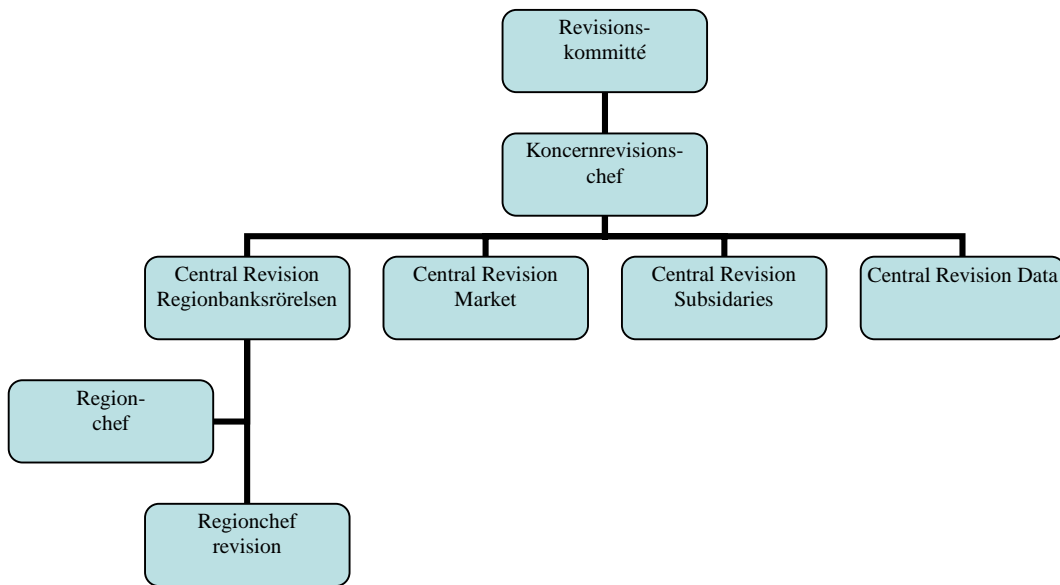 Revisions-
kommitté
Koncernrevisions-
chef
Central Revision
Regionbanksrörelsen
Central Revision
Market
Central Revision
Subsidaries
Central Revision Data
Region-
chef
Regionchef
revision